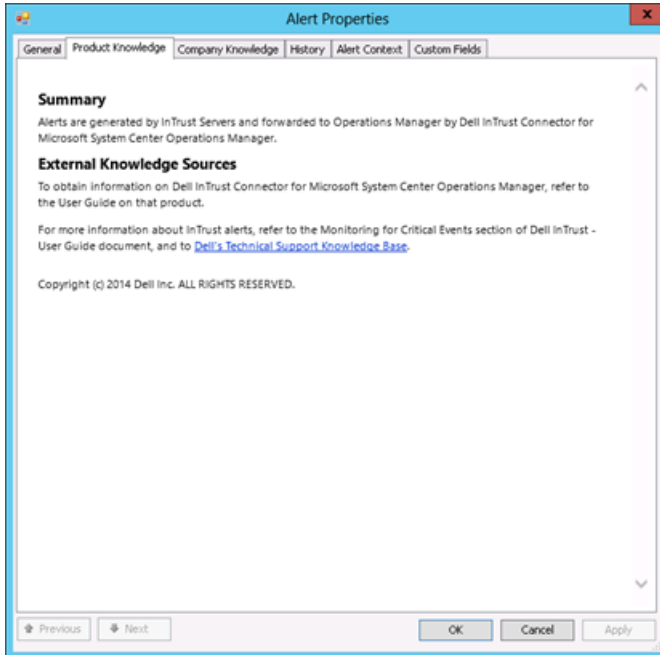 Alert Properties
x
General Product Knowledge Company Knowledge History Alert Context Custom Fields
Summary
Alerts are generated by InTrust Servers and forwarded to Operations Manager by Dell InTrust Connector for
Microsoft System Center Operations Manager.
External Knowledge Sources
To obtain information on Dell InTrust Connector for Microsoft System Center Operations Manager, refer to
the User Guide on that product.
For more information about InTrust alerts, refer to the Monitoring for Critical Events section of Dell InTrust -
User Guide document, and to Dell's Technical Support Knowledge Base.
Copyright (c) 2014 Dell Inc. ALL RIGHTS RESERVED.
Previous Next OK Cancel Apply